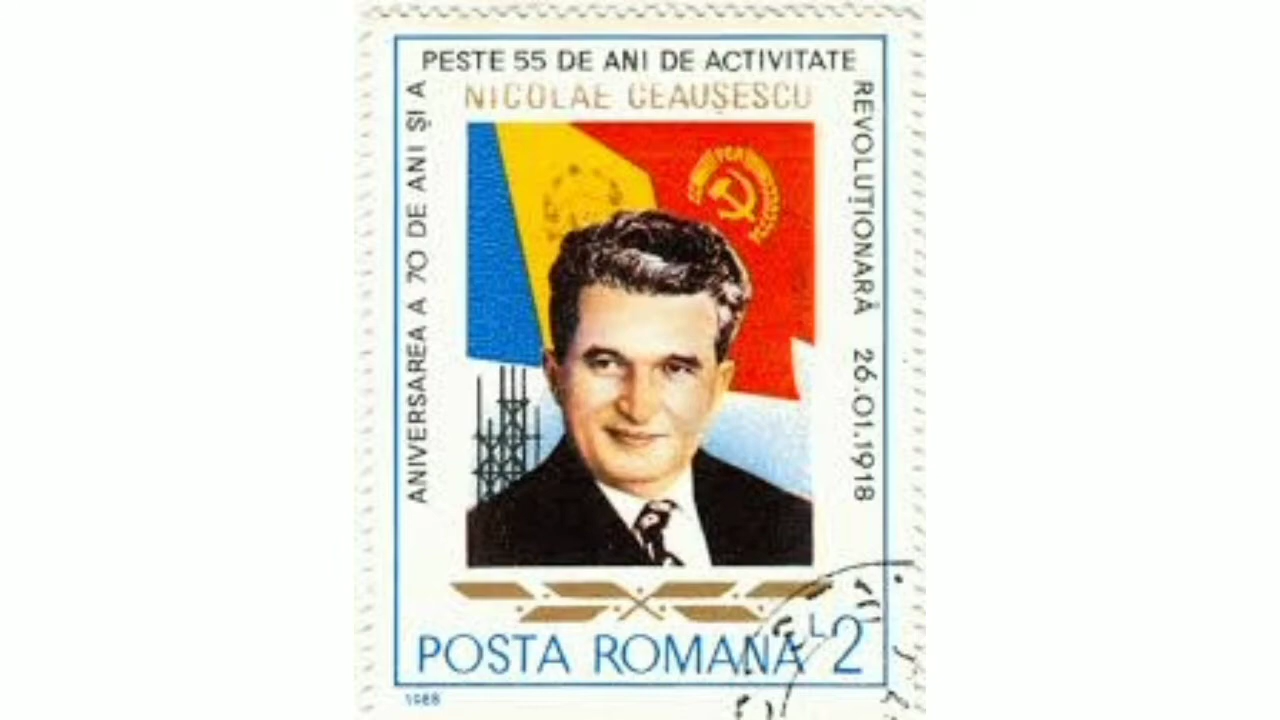 PESTE 55 DE ANI DE ACTIVITATE
NICOLAE CEAUȘESCU
ANIVERSAREA A 70 DE ANI ȘI A
REVOLUȚIONARĂ 26.01.1918
POSTA ROMANA L 2
1988